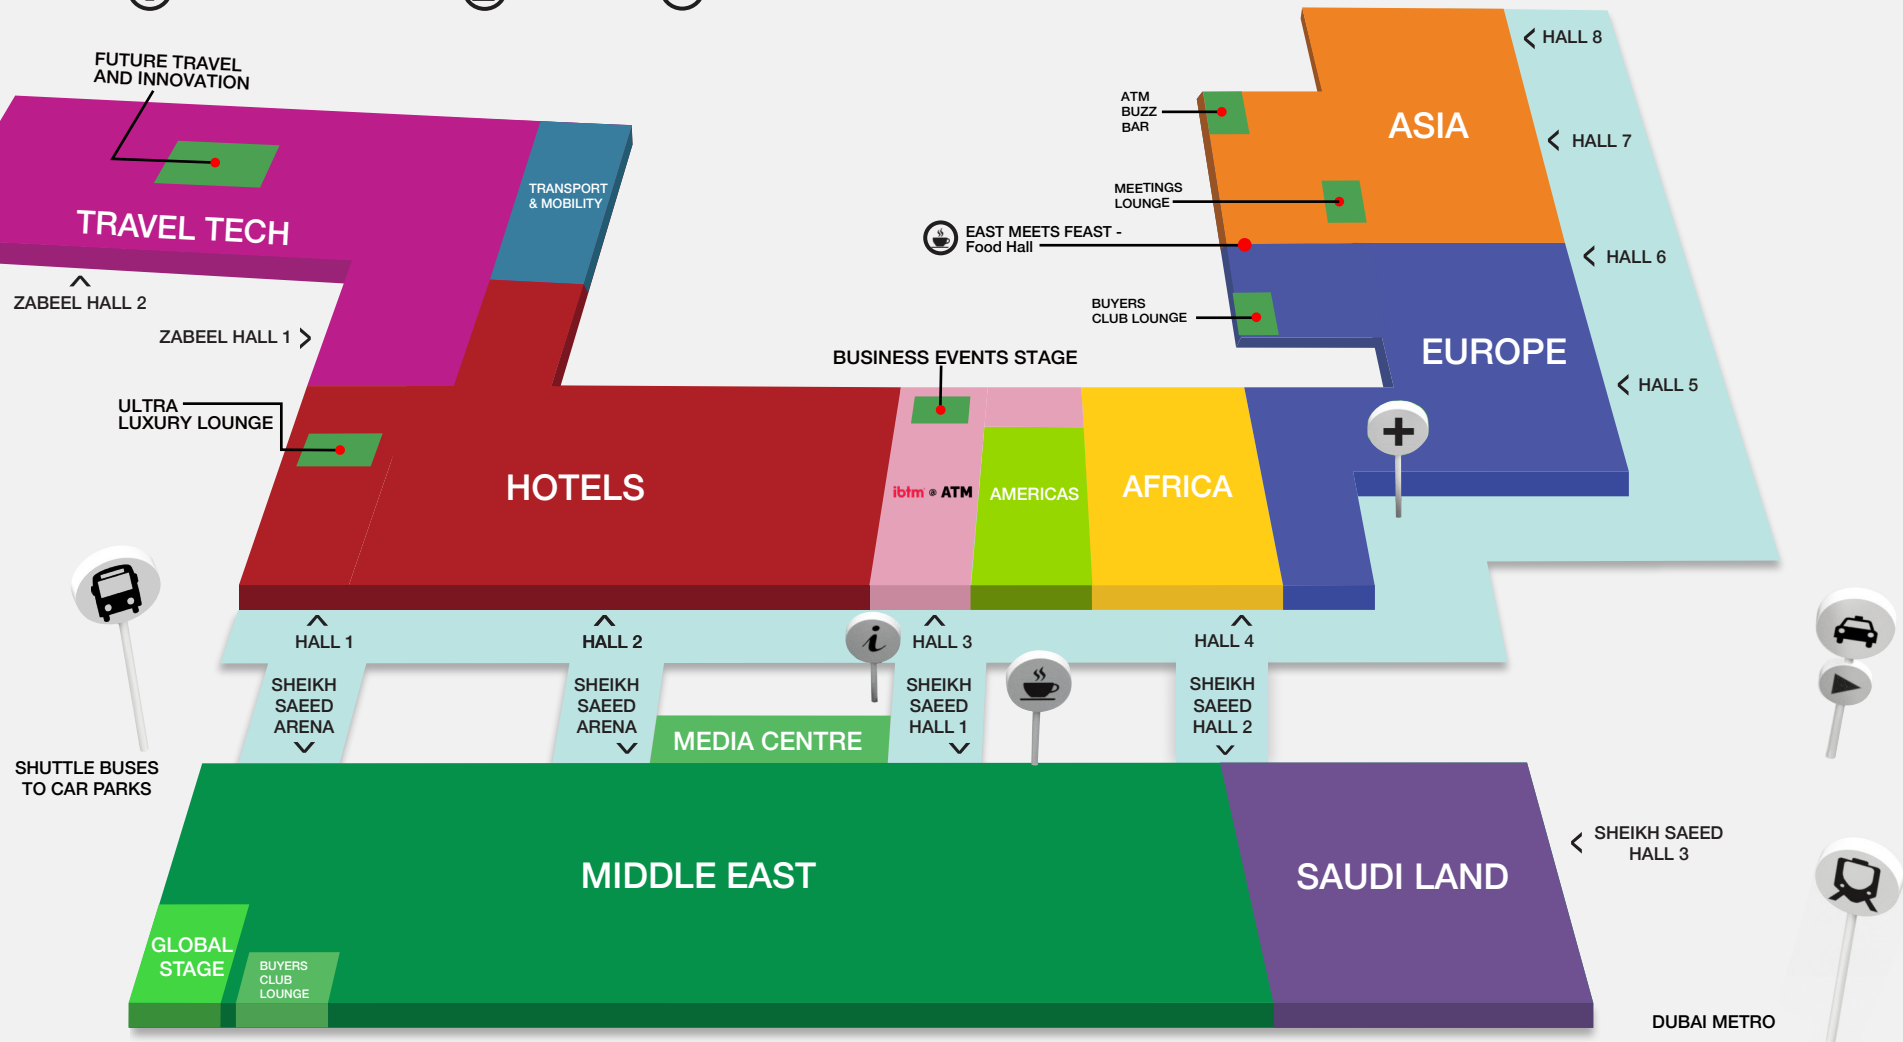 FUTURE TRAVEL
AND INNOVATION
TRAVEL TECH
TRANSPORT
& MOBILITY
ZABEEL HALL 2
ZABEEL HALL 1
ULTRA
LUXURY LOUNGE
HOTELS
BUSINESS EVENTS STAGE
ibtm @ ATM
AMERICAS
AFRICA
ATM
BUZZ
BAR
MEETINGS
LOUNGE
EAST MEETS FEAST -
Food Hall
BUYERS
CLUB LOUNGE
ASIA
EUROPE
HALL 8
HALL 7
HALL 6
HALL 5
HALL 1
HALL 2
i
HALL 3
HALL 4
SHEIKH
SAEED
ARENA
SHEIKH
SAEED
ARENA
SHEIKH
SAEED
HALL 1
SHEIKH
SAEED
HALL 2
MEDIA CENTRE
SHUTTLE BUSES
TO CAR PARKS
MIDDLE EAST
SAUDI LAND
SHEIKH SAEED
HALL 3
GLOBAL
STAGE
BUYERS
CLUB
LOUNGE
DUBAI METRO